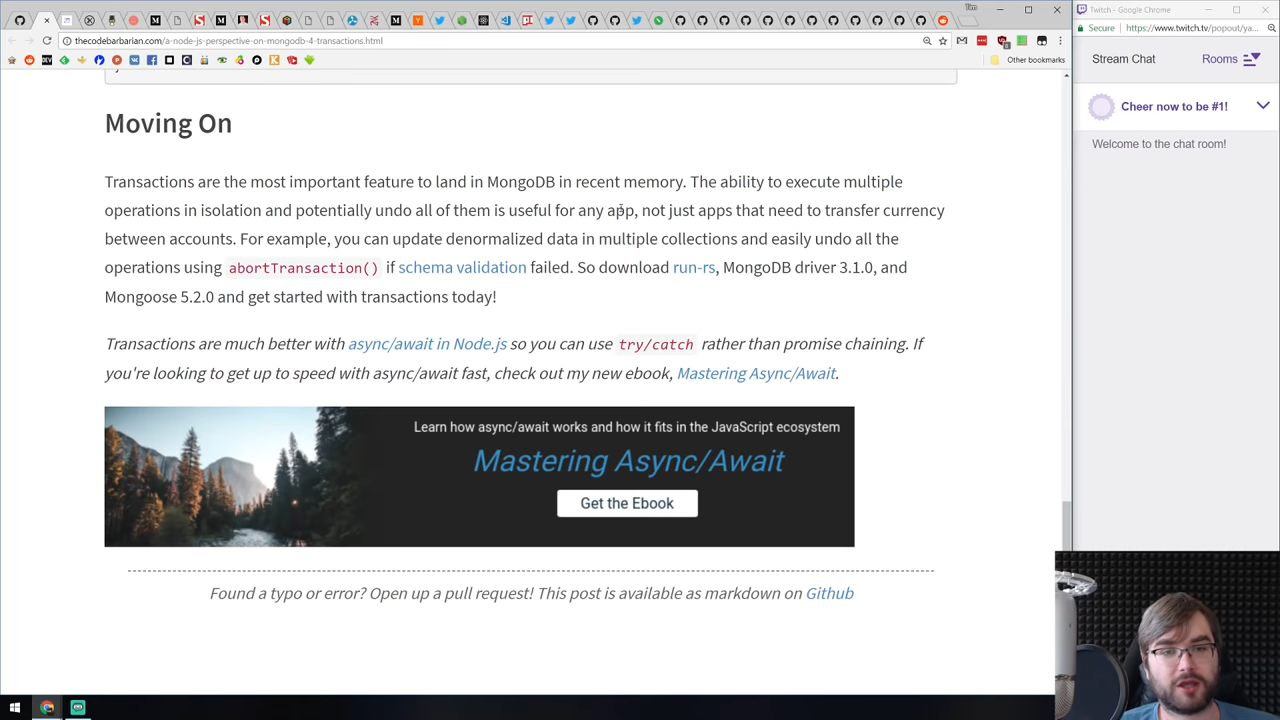 Tim
Twitch - Google Chrome
thecodebarbarian.com/a-node-js-perspective-on-mongodb-4-transactions.html
Secure
https://www.twitch.tv/popout/ya...
Other bookmarks
Stream Chat
Rooms
Cheer now to be #1!
Welcome to the chat room!
Moving On
Transactions are the most important feature to land in MongoDB in recent memory. The ability to execute multiple
operations in isolation and potentially undo all of them is useful for any app, not just apps that need to transfer currency
between accounts. For example, you can update denormalized data in multiple collections and easily undo all the
operations using abortTransaction() if schema validation failed. So download run-rs, MongoDB driver 3.1.0, and
Mongoose 5.2.0 and get started with transactions today!
Transactions are much better with async/await in Node.js so you can use try/catch rather than promise chaining. If
you're looking to get up to speed with async/await fast, check out my new ebook, Mastering Async/Await.
Learn how async/await works and how it fits in the JavaScript ecosystem
Mastering Async/Await
Get the Ebook
Found a typo or error? Open up a pull request! This post is available as markdown on Github